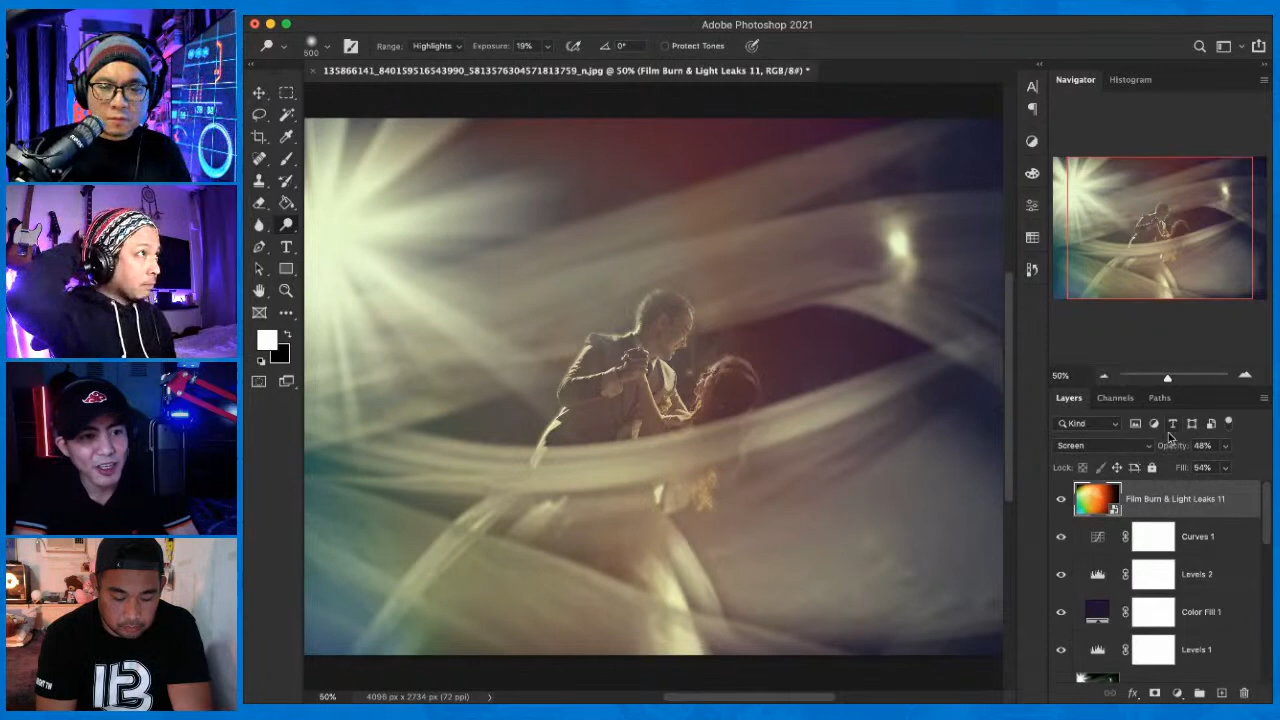 Adobe Photoshop 2021
500
Range: Highlights
Exposure: 19%
0°
Protect Tones
135866141_840159516543990_5813576304571813759_n.jpg @ 50% (Film Burn & Light Leaks 11, RGB/8#) *
Navigator
Histogram
50%
Layers
Channels
Paths
Kind
Screen
Opacity: 48%
Lock:
Fill: 54%
Film Burn & Light Leaks 11
Curves 1
Levels 2
Color Fill 1
Levels 1
fx
50%
4096 px x 2734 px (72 ppi)